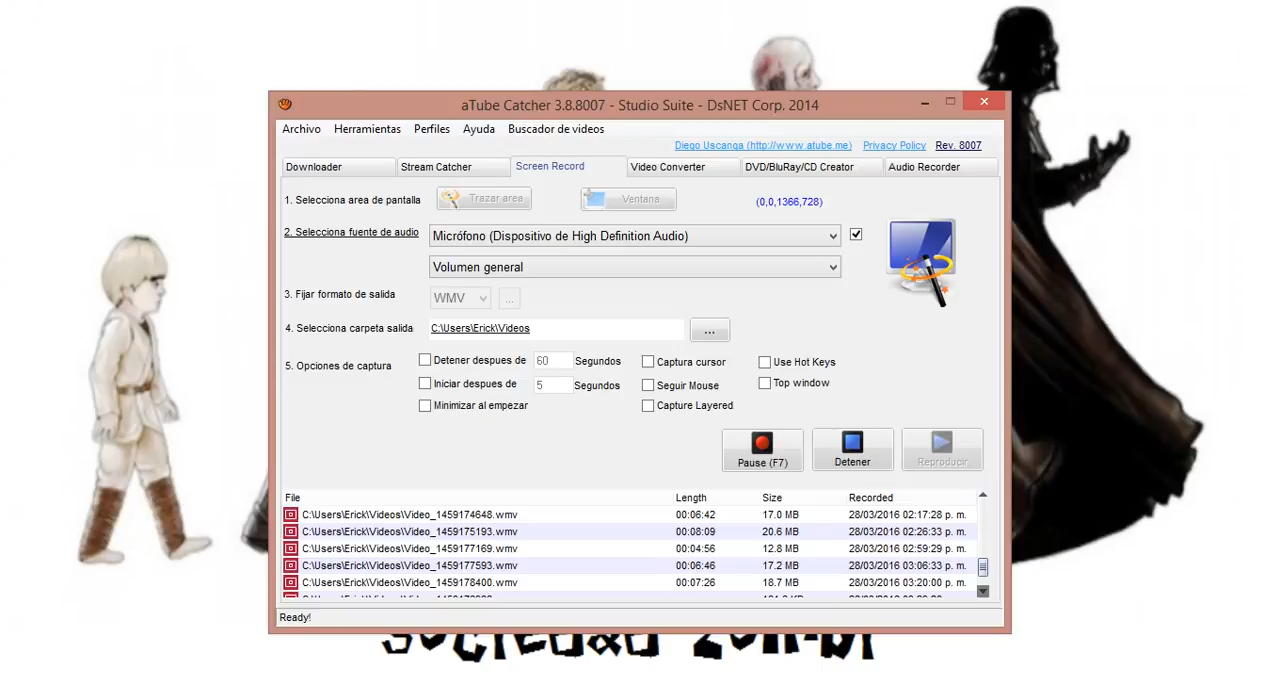 aTube Catcher 3.8.8007 - Studio Suite - DsNET Corp. 2014
Archivo Herramientas Perfiles Ayuda Buscador de videos
Diego Uscanga (http://www.atube.me) Privacy Policy Rev. 8007
Downloader Stream Catcher Screen Record Video Converter DVD/BluRay/CD Creator Audio Recorder
1. Selecciona area de pantalla Trazar area Ventana (0,0,1366,728)
2. Selecciona fuente de audio Micrófono (Dispositivo de High Definition Audio)
Volumen general
3. Fijar formato de salida WMV ...
4. Selecciona carpeta salida C:\Users\Erick\Videos ...
5. Opciones de captura Detener despues de 60 Segundos Captura cursor Use Hot Keys
Iniciar despues de 5 Segundos Seguir Mouse Top window
Minimizar al empezar Capture Layered
Pause (F7) Detener Reproducir
File Length Size Recorded
C:\Users\Erick\Videos\Video_1459174648.wmv 00:06:42 17.0 MB 28/03/2016 02:17:28 p. m.
C:\Users\Erick\Videos\Video_1459175193.wmv 00:08:09 20.6 MB 28/03/2016 02:26:33 p. m.
C:\Users\Erick\Videos\Video_1459177169.wmv 00:04:56 12.8 MB 28/03/2016 02:59:29 p. m.
C:\Users\Erick\Videos\Video_1459177593.wmv 00:06:46 17.2 MB 28/03/2016 03:06:33 p. m.
C:\Users\Erick\Videos\Video_1459178400.wmv 00:07:26 18.7 MB 28/03/2016 03:20:00 p. m.
Ready!